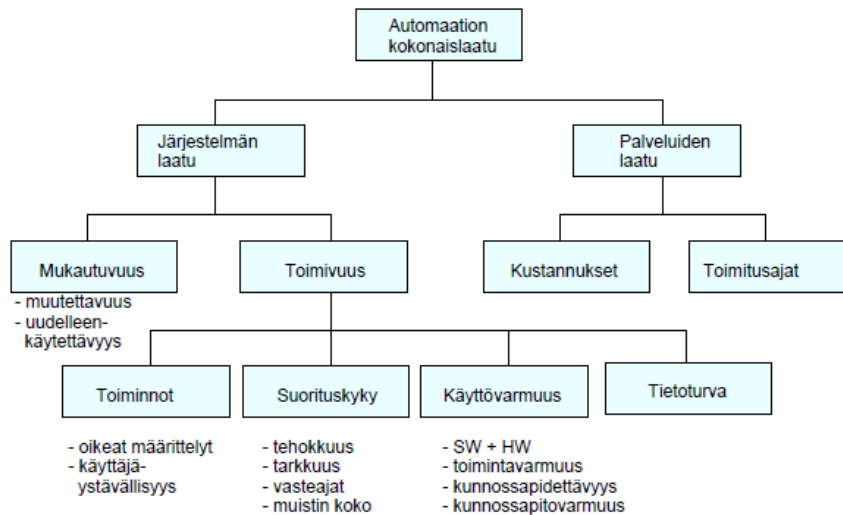 Automaation
kokonaislaatu
Järjestelmän
laatu
Palveluiden
laatu
Mukautuvuus
Toimivuus
Kustannukset
Toimitusajat
- muutettavuus
- uudelleen-
käytettävyys
Toiminnot
Suorituskyky
Käyttövarmuus
Tietoturva
- oikeat määrittelyt
- käyttäjä-
ystävällisyys
- tehokkuus
- tarkkuus
- vasteajat
- muistin koko
- SW + HW
- toimintavarmuus
- kunnossapidettävyys
- kunnossapitovarmuus